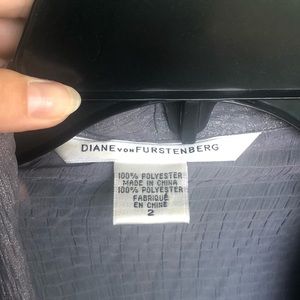 DIANE VON FURSTENBERG
100% POLYESTER
MADE IN CHINA
100% POLYESTER
FABRIQUÉ
EN CHINE
2